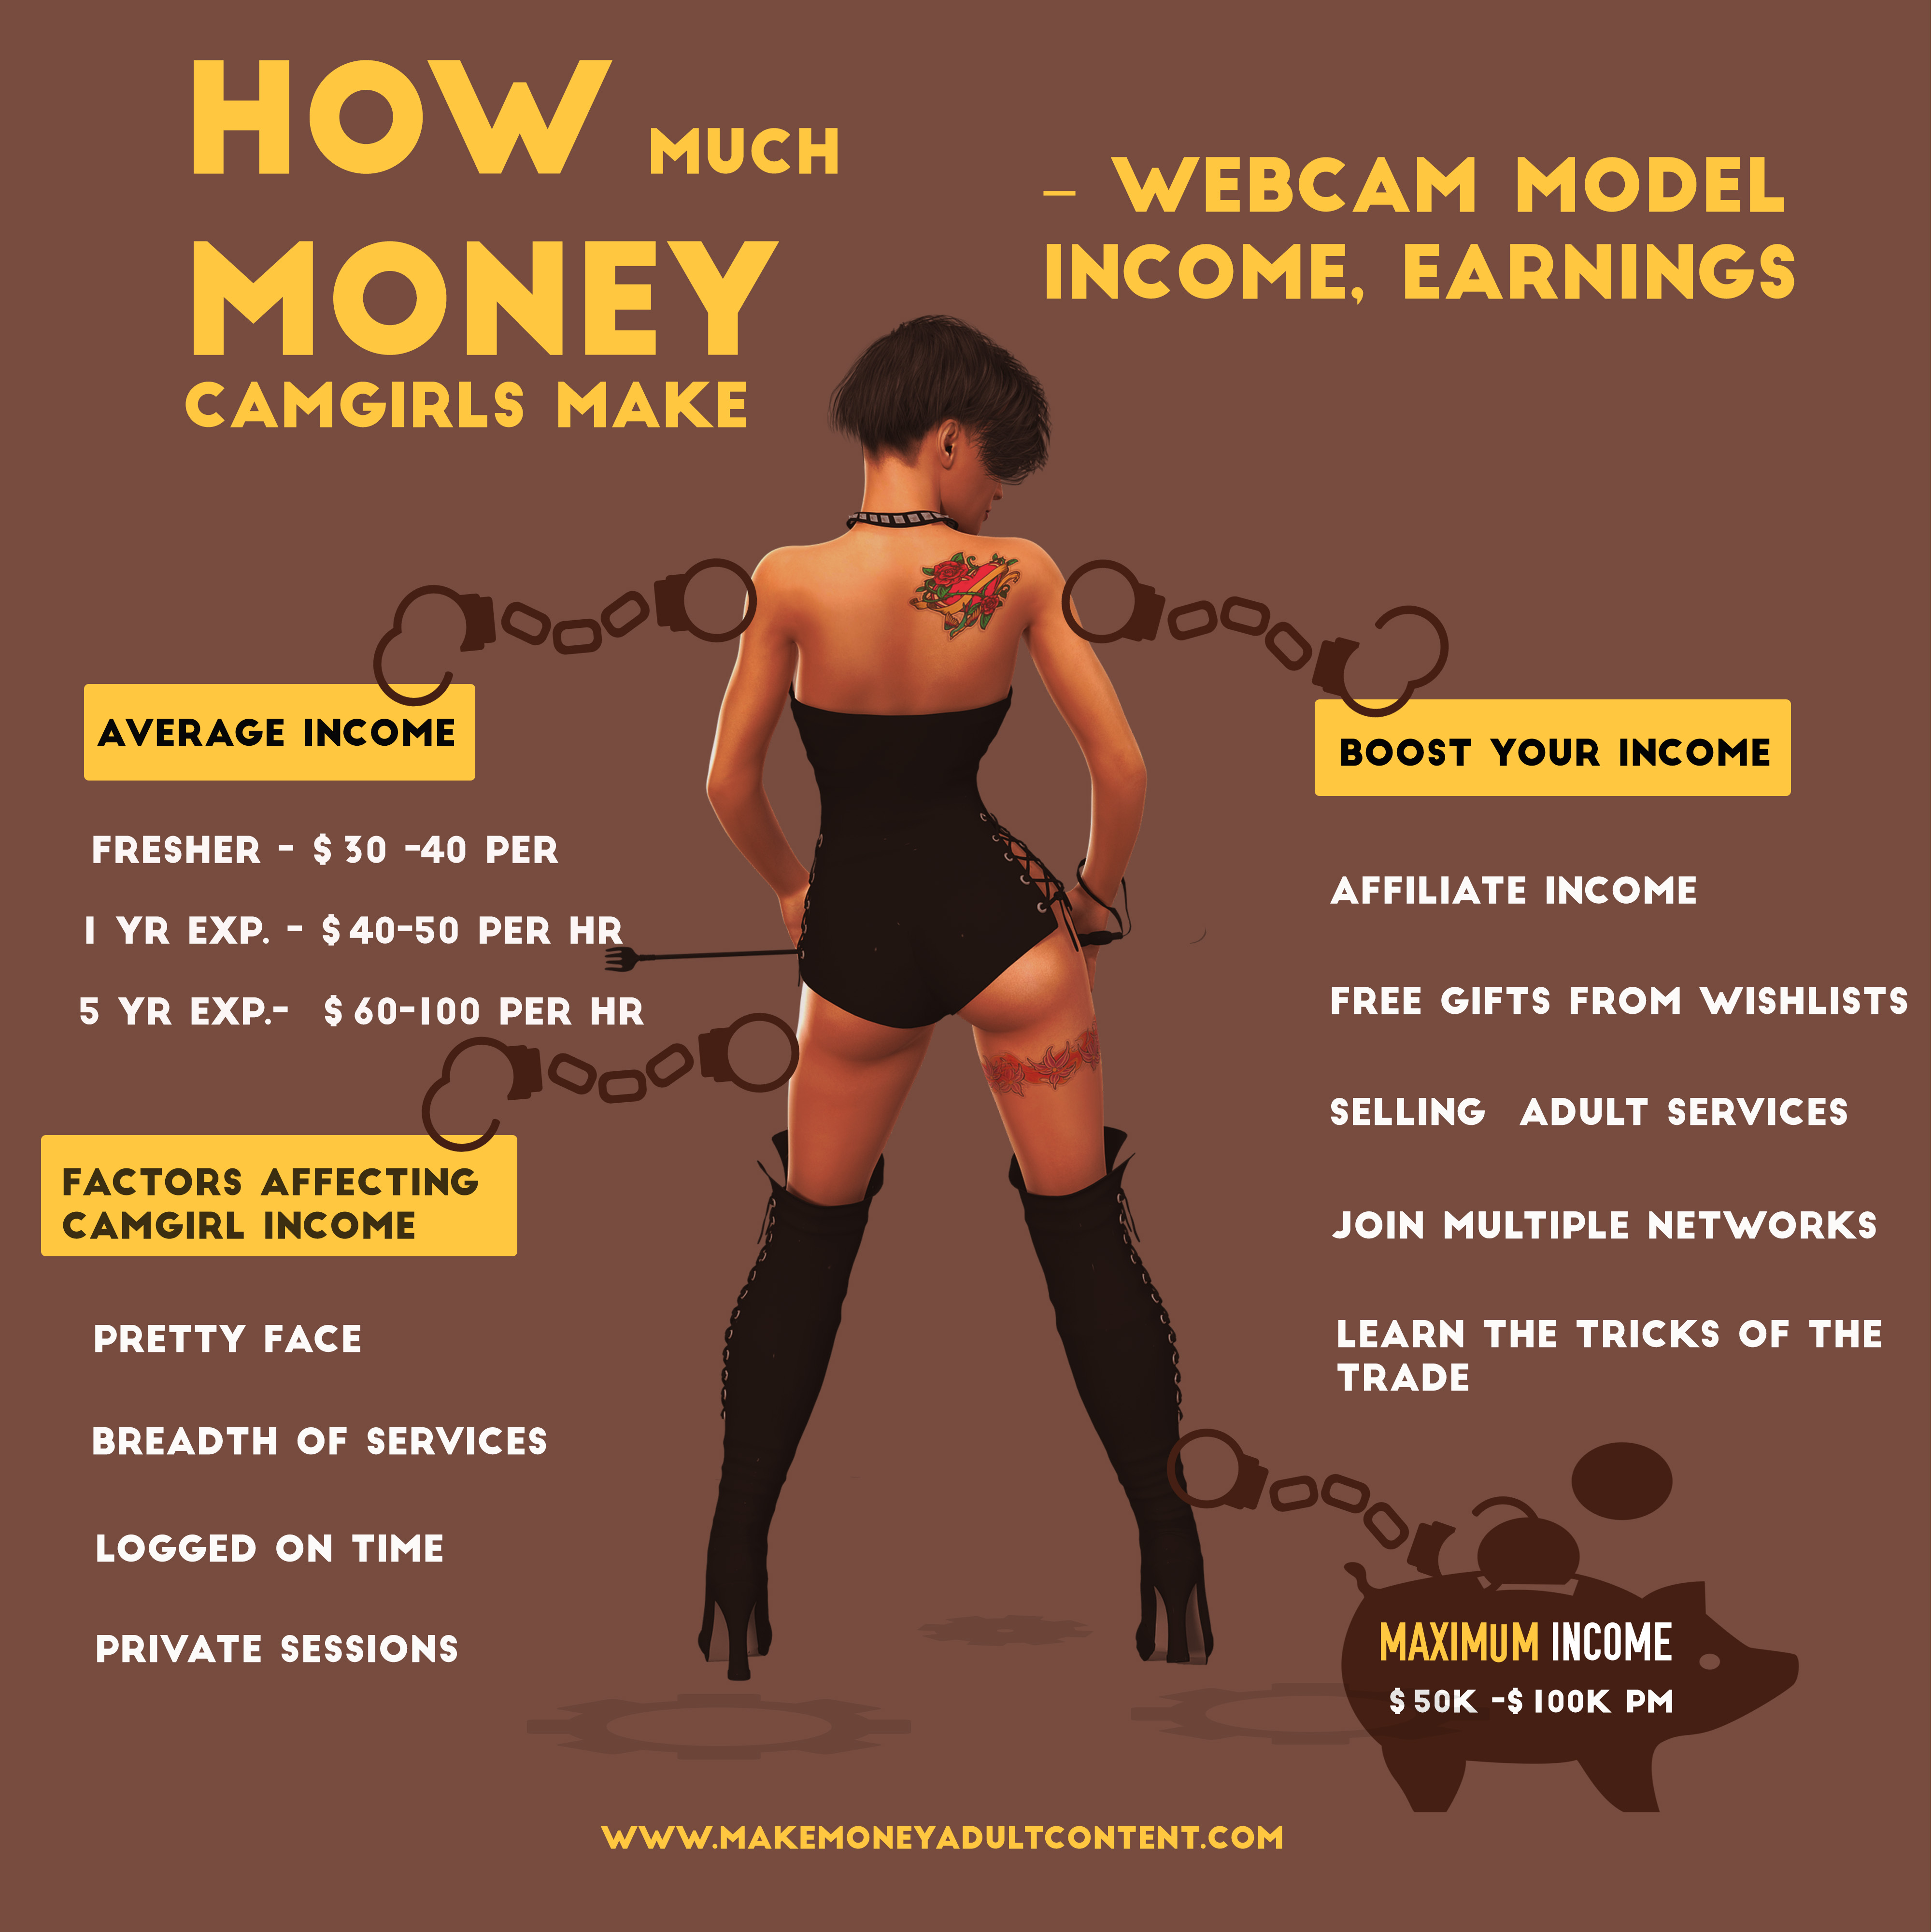 HOW MUCH
MONEY
CAMGIRLS MAKE
– WEBCAM MODEL
INCOME, EARNINGS
AVERAGE INCOME
FRESHER - $ 30 -40 PER
1 YR EXP. - $ 40-50 PER HR
5 YR EXP.- $ 60-100 PER HR
FACTORS AFFECTING
CAMGIRL INCOME
PRETTY FACE
BREADTH OF SERVICES
LOGGED ON TIME
PRIVATE SESSIONS
BOOST YOUR INCOME
AFFILIATE INCOME
FREE GIFTS FROM WISHLISTS
SELLING ADULT SERVICES
JOIN MULTIPLE NETWORKS
LEARN THE TRICKS OF THE
TRADE
MAXIMUM INCOME
$ 50K -$ 100K PM
WWW.MAKEMONEYADULTCONTENT.COM